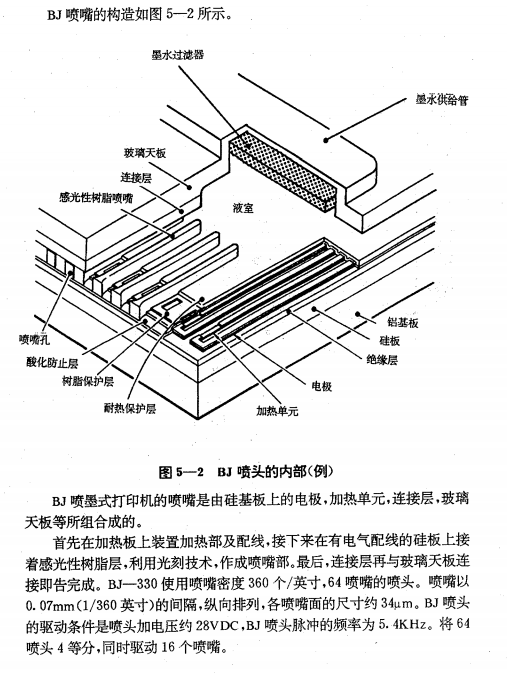 BJ 喷嘴的构造如图 5—2 所示。
墨水过滤器
墨水供给管
玻璃天板
连接层
感光性树脂喷嘴
液室
喷嘴孔
酸化防止层
树脂保护层
耐热保护层
铝基板
硅板
绝缘层
电极
加热单元
图 5—2 BJ 喷头的内部(例)
BJ 喷墨式打印机的喷嘴是由硅基板上的电极,加热单元,连接层,玻璃
天板等所组合成的。
首先在加热板上装置加热部及配线,接下来在有电气配线的硅板上接
着感光性树脂层,利用光刻技术,作成喷嘴部。最后,连接层再与玻璃天板连
接即告完成。BJ—330 使用喷嘴密度 360 个/英寸,64 喷嘴的喷头。喷嘴以
0.07mm(1/360 英寸)的间隔,纵向排列,各喷嘴面的尺寸约 34μm。BJ 喷头
的驱动条件是喷头加电压约 28VDC,BJ 喷头脉冲的频率为 5.4KHz。将 64
喷头 4 等分,同时驱动 16 个喷嘴。